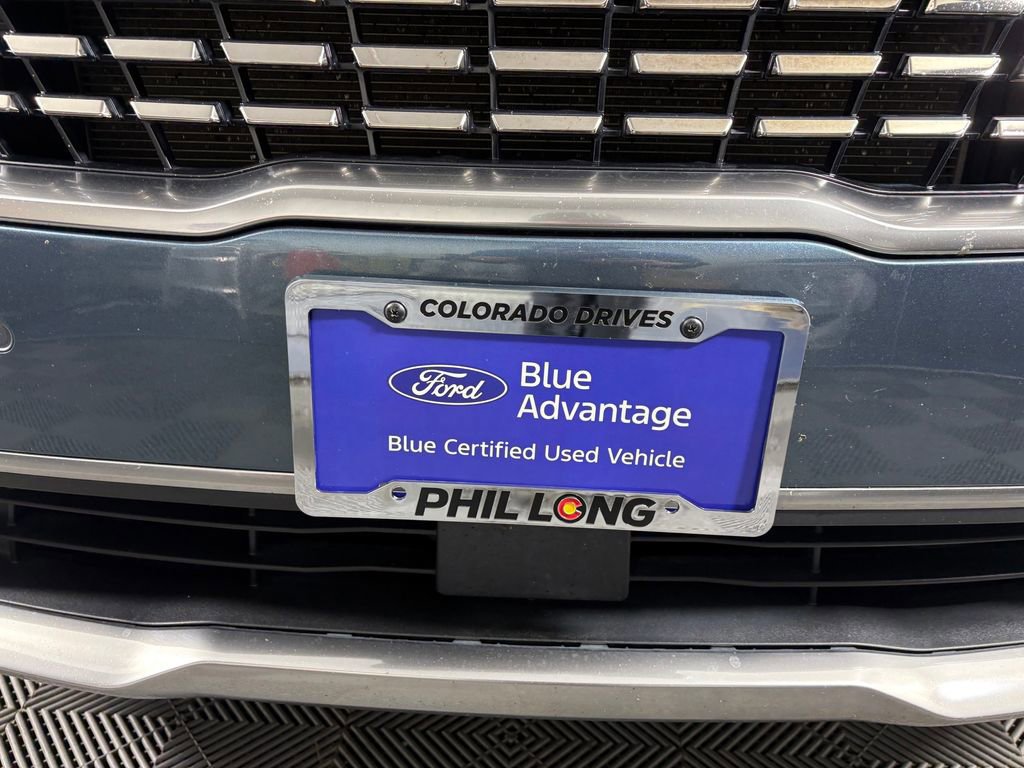 COLORADO DRIVES
Ford
Blue
Advantage
Blue Certified Used Vehicle
PHIL LONG